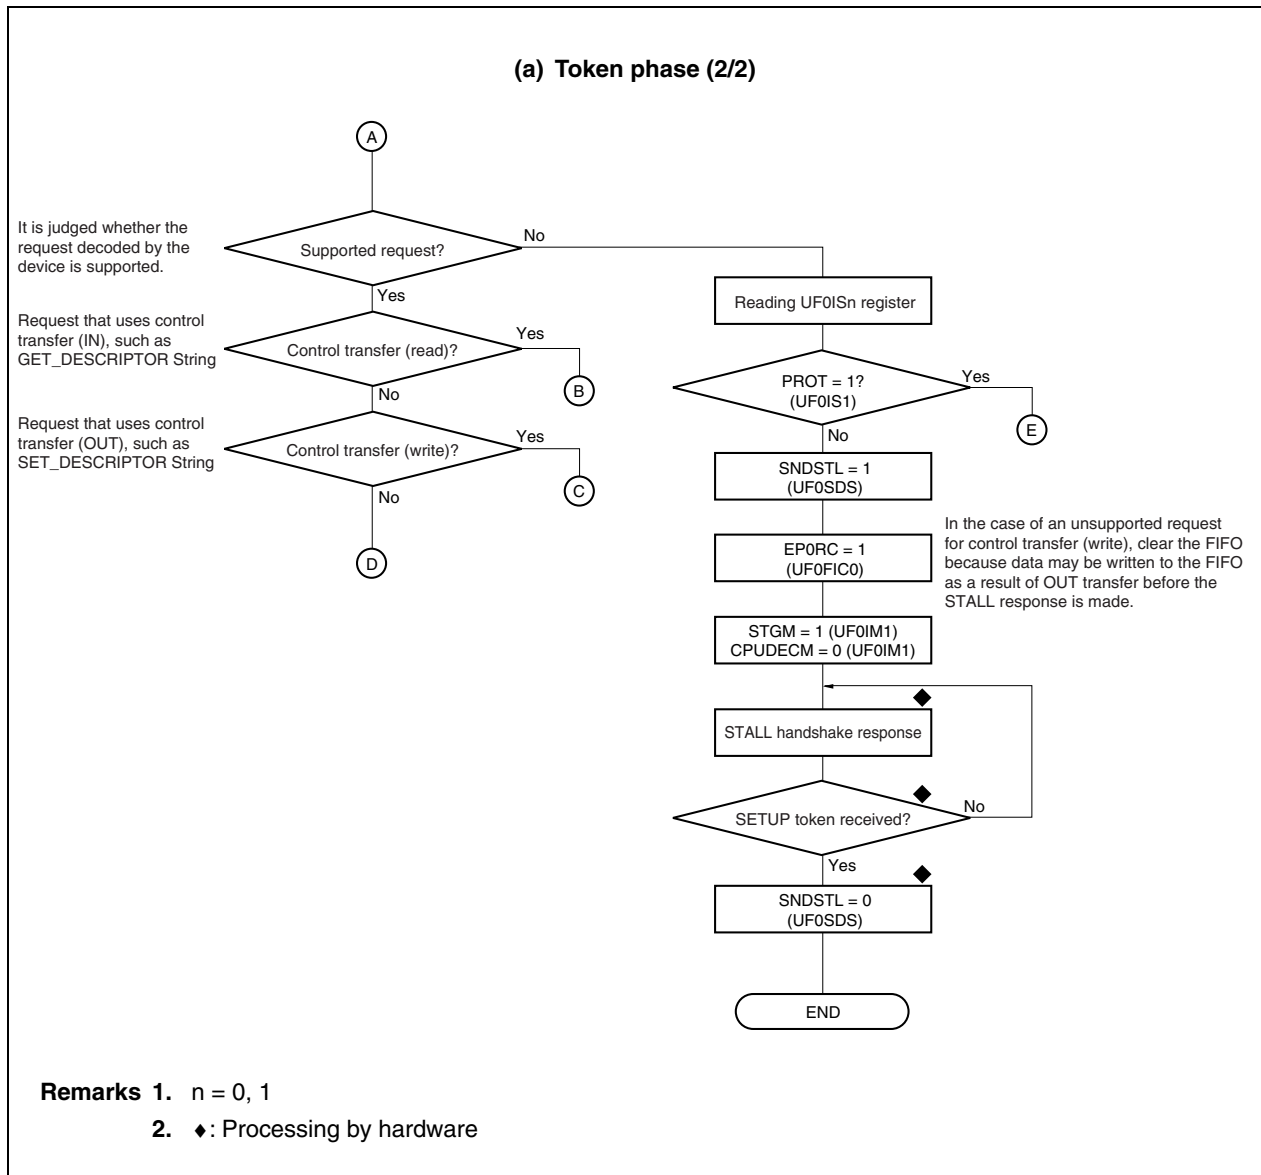 (a) Token phase (2/2)
A
It is judged whether the
request decoded by the
device is supported.
Supported request?
No
Yes
Reading UF0ISn register
Request that uses control
transfer (IN), such as
GET_DESCRIPTOR String
Control transfer (read)?
Yes
B
No
PROT = 1?
(UF0IS1)
Yes
E
No
Request that uses control
transfer (OUT), such as
SET_DESCRIPTOR String
Control transfer (write)?
Yes
C
No
D
SNDSTL = 1
(UF0SDS)
EP0RC = 1
(UF0FIC0)
In the case of an unsupported request
for control transfer (write), clear the FIFO
because data may be written to the FIFO
as a result of OUT transfer before the
STALL response is made.
STGM = 1 (UF0IM1)
CPUDECM = 0 (UF0IM1)
◆
STALL handshake response
◆
SETUP token received?
No
Yes
◆
SNDSTL = 0
(UF0SDS)
END
Remarks 1. n = 0, 1
2. ◆: Processing by hardware